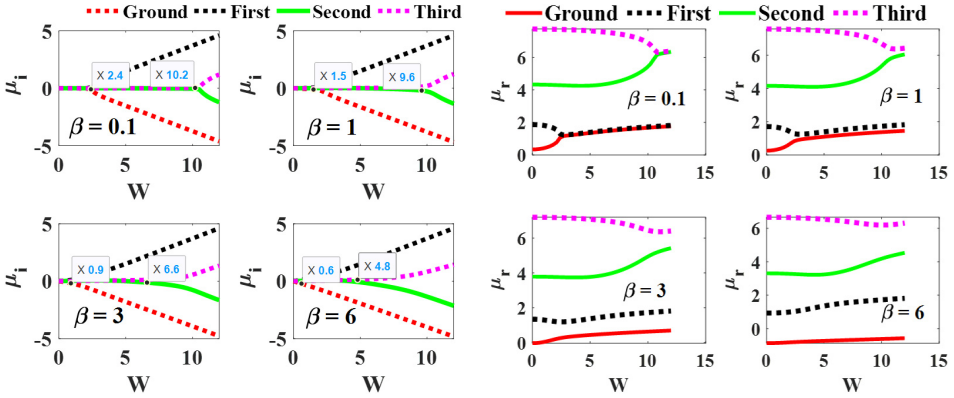 Ground First Second Third
5
0
-5
μi
X 2.4
X 10.2
β = 0.1
0 5 10
W
X 1.5
X 9.6
β = 1
0 5 10
W
5
0
-5
μi
X 0.9
X 6.6
β = 3
0 5 10
W
X 0.6
X 4.8
β = 6
0 5 10
W
Ground First Second Third
6
4
2
0
μr
β = 0.1
0 5 10 15
6
4
2
0
μr
β = 1
0 5 10 15
6
4
2
0
μr
β = 3
0 5 10 15
W
6
4
2
0
μr
β = 6
0 5 10 15
W